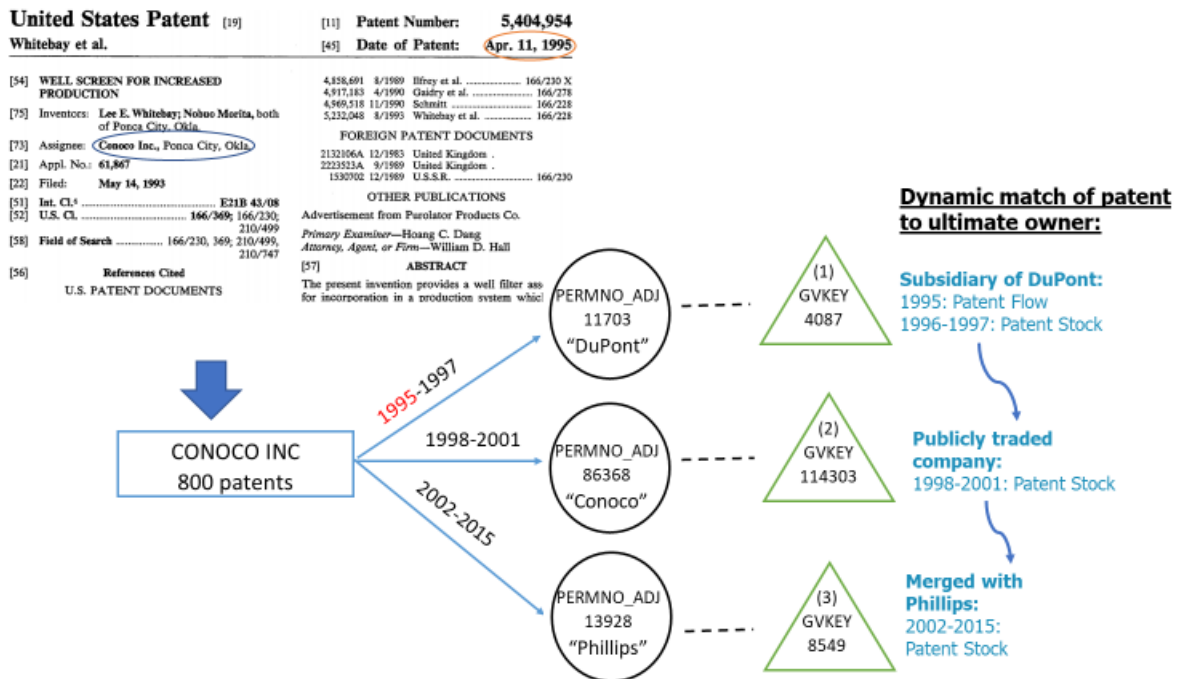 United States Patent [19]
Whitebay et al.
[11] Patent Number: 5,404,954
[45] Date of Patent: Apr. 11, 1995
[54] WELL SCREEN FOR INCREASED
PRODUCTION
[75] Inventors: Lee E. Whitebay; Nobuo Morita, both
of Ponca City, Okla.
[73] Assignee: Conoco Inc., Ponca City, Okla.
[21] Appl. No.: 61,867
[22] Filed: May 14, 1993
[51] Int. Cl.⁶ ........................ E21B 43/08
[52] U.S. Cl. ........................ 166/369; 166/230;
210/499
[58] Field of Search ............ 166/230, 369; 210/499,
210/747
[56] References Cited
U.S. PATENT DOCUMENTS
4,858,691 8/1989 Ilfrey et al. ................ 166/230 X
4,917,183 4/1990 Gaidry et al. ................ 166/278
4,969,518 11/1990 Schmitt ........................ 166/228
5,232,048 8/1993 Whitebay et al. ............ 166/228
FOREIGN PATENT DOCUMENTS
2132106A 12/1983 United Kingdom .
2223523A 9/1989 United Kingdom .
1530702 12/1989 U.S.S.R. ........................ 166/230
OTHER PUBLICATIONS
Advertisement from Purolator Products Co.
Primary Examiner—Hoang C. Dang
Attorney, Agent, or Firm—William D. Hall
[57] ABSTRACT
The present invention provides a well filter ass
for incorporation in a production system whicl
CONOCO INC
800 patents
1995-1997
1998-2001
2002-2015
PERMNO_ADJ
11703
“DuPont”
PERMNO_ADJ
86368
“Conoco”
PERMNO_ADJ
13928
“Phillips”
(1)
GVKEY
4087
(2)
GVKEY
114303
(3)
GVKEY
8549
Dynamic match of patent
to ultimate owner:
Subsidiary of DuPont:
1995: Patent Flow
1996-1997: Patent Stock
Publicly traded
company:
1998-2001: Patent Stock
Merged with
Phillips:
2002-2015:
Patent Stock